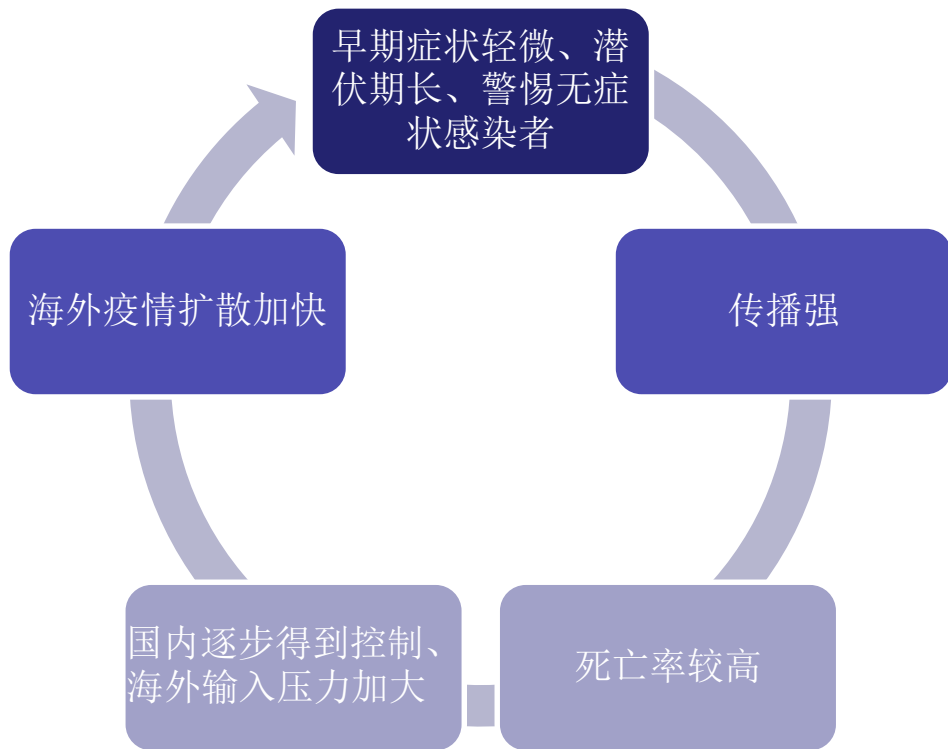 早期症状轻微、潜
伏期长、警惕无症
状感染者
传播强
死亡率较高
国内逐步得到控制、
海外输入压力加大
海外疫情扩散加快